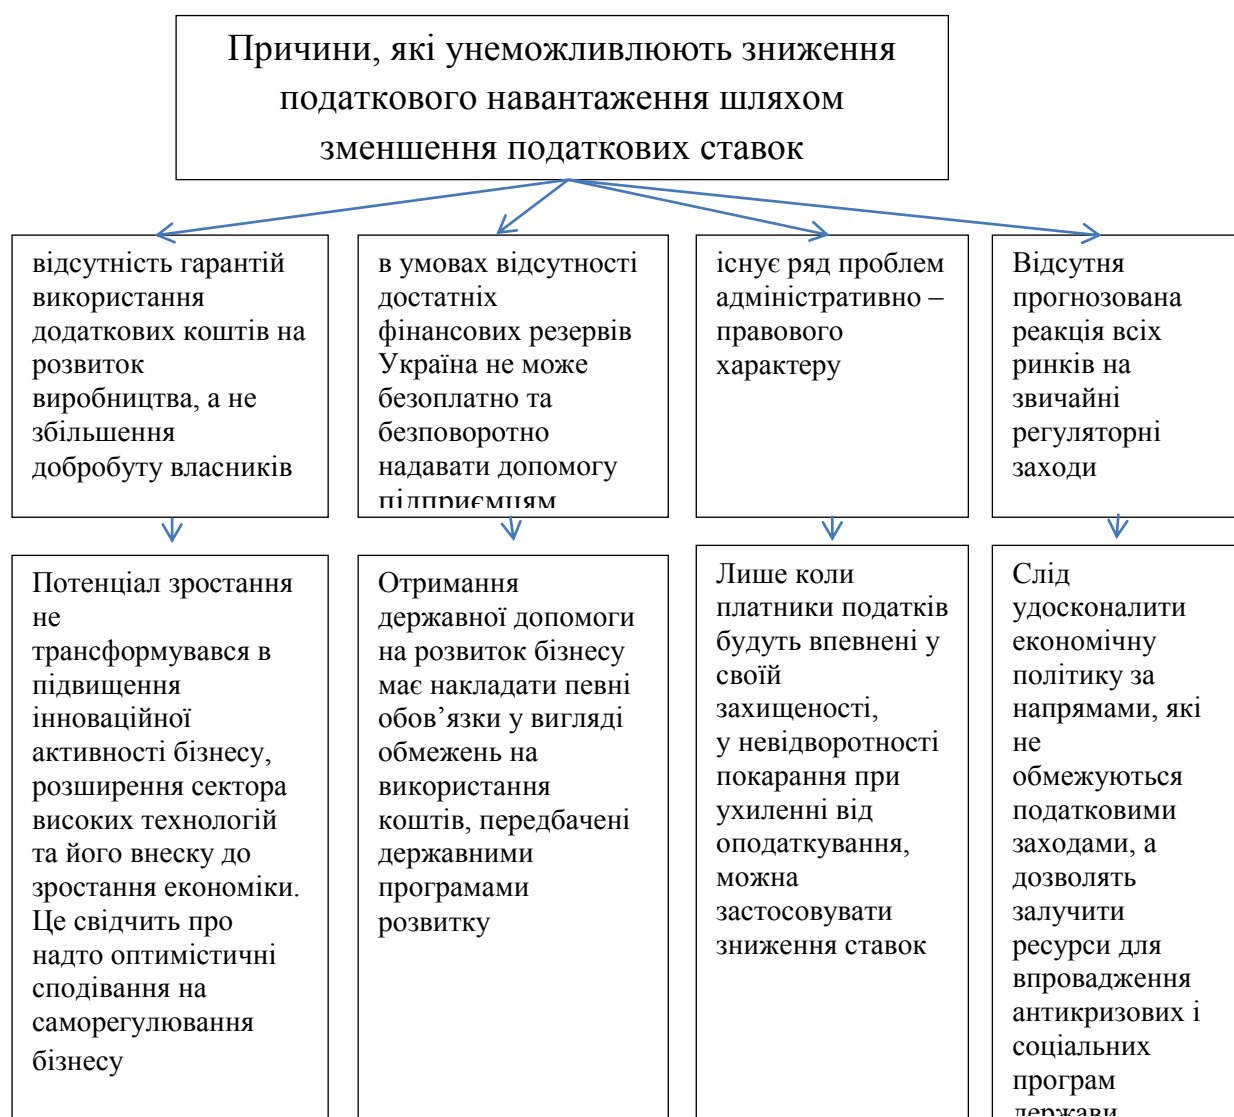 Причини, які унеможливлюють зниження
податкового навантаження шляхом
зменшення податкових ставок
відсутність гарантій
використання
додаткових коштів на
розвиток
виробництва, а не
збільшення
добробуту власників
в умовах відсутності
достатніх
фінансових резервів
Україна не може
безоплатно та
безповоротно
надавати допомогу
підприємцям
існує ряд проблем
адміністративно –
правового
характеру
Відсутня
прогнозована
реакція всіх
ринків на
звичайні
регуляторні
заходи
Потенціал зростання
не
трансформувався в
підвищення
інноваційної
активності бізнесу,
розширення сектора
високих технологій
та його внеску до
зростання економіки.
Це свідчить про
надто оптимістичні
сподівання на
саморегулювання
бізнесу
Отримання
державної допомоги
на розвиток бізнесу
має накладати певні
обов’язки у вигляді
обмежень на
використання
коштів, передбачені
державними
програмами
розвитку
Лише коли
платники податків
будуть впевнені у
своїй
захищеності,
у невідворотності
покарання при
ухиленні від
оподаткування,
можна
застосовувати
зниження ставок
Слід
удосконалити
економічну
політику за
напрямами, які
не
обмежуються
податковими
заходами, а
дозволять
залучити
ресурси для
впровадження
антикризових і
соціальних
програм
держави